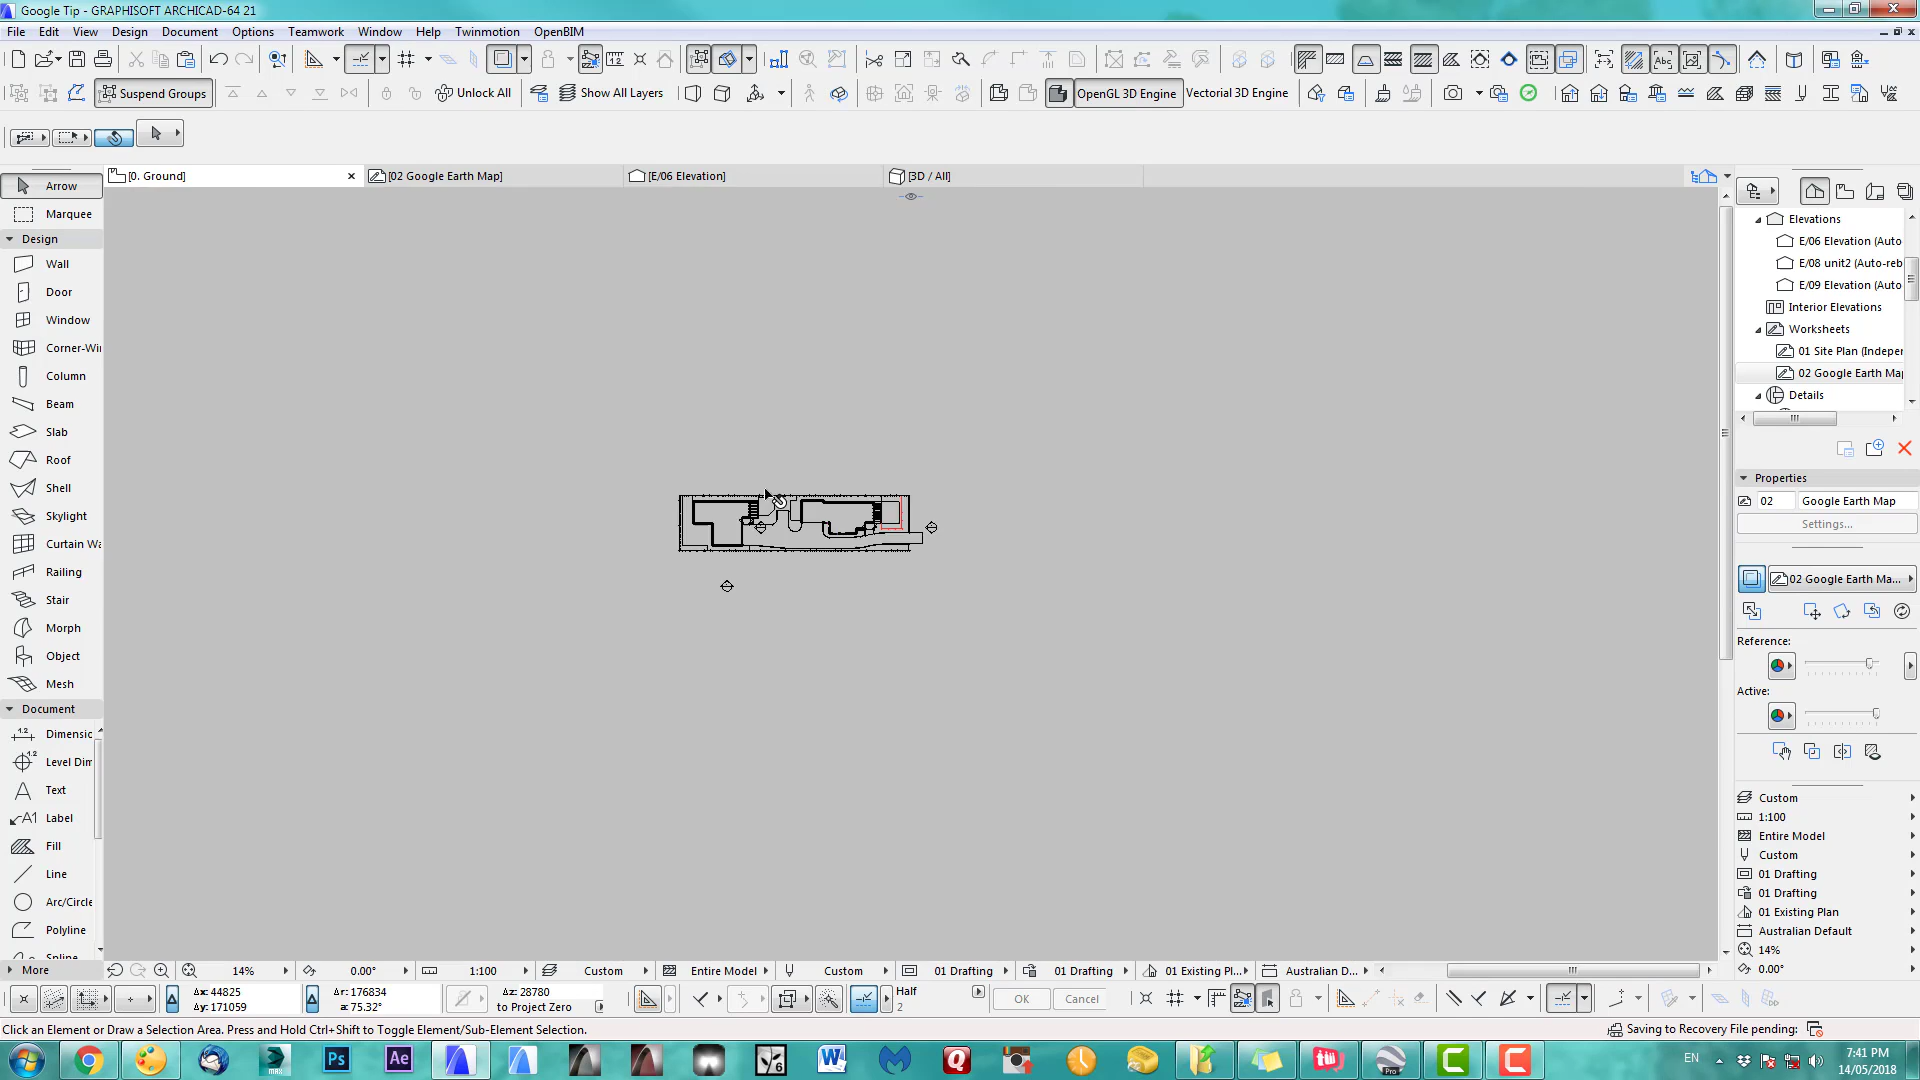 Google Tip - GRAPHISOFT ARCHICAD-64 21
File Edit View Design Document Options Teamwork Window Help Twinmotion OpenBIM
Suspend Groups Unlock All Show All Layers OpenGL 3D Engine Vectorial 3D Engine
[0. Ground] [02 Google Earth Map] [E/06 Elevation] [3D / All]
Arrow
Marquee
Design
Wall
Door
Window
Corner-Wi
Column
Beam
Slab
Roof
Shell
Skylight
Curtain Wa
Railing
Stair
Morph
Object
Mesh
Document
Dimensic
Level Dim
Text
Label
Fill
Line
Arc/Circle
Polyline
More
Elevations
E/06 Elevation (Auto
E/08 unit2 (Auto-reb
E/09 Elevation (Auto
Interior Elevations
Worksheets
01 Site Plan (Indeper
02 Google Earth Map
Details
Properties
02 Google Earth Map
Settings...
02 Google Earth Ma...
Reference:
Active:
Custom
1:100
Entire Model
Custom
01 Drafting
01 Drafting
01 Existing Plan
Australian Default
14%
0.00°
14% 0.00° 1:100 Custom Entire Model Custom 01 Drafting 01 Drafting 01 Existing Pl... Australian D...
Δx: 44825 Δr: 176834 Δz: 28780 Half
Δy: 171059 a: 75.32° to Project Zero 2
OK Cancel
Click an Element or Draw a Selection Area. Press and Hold Ctrl+Shift to Toggle Element/Sub-Element Selection.
Saving to Recovery File pending:
EN
7:41 PM
14/05/2018